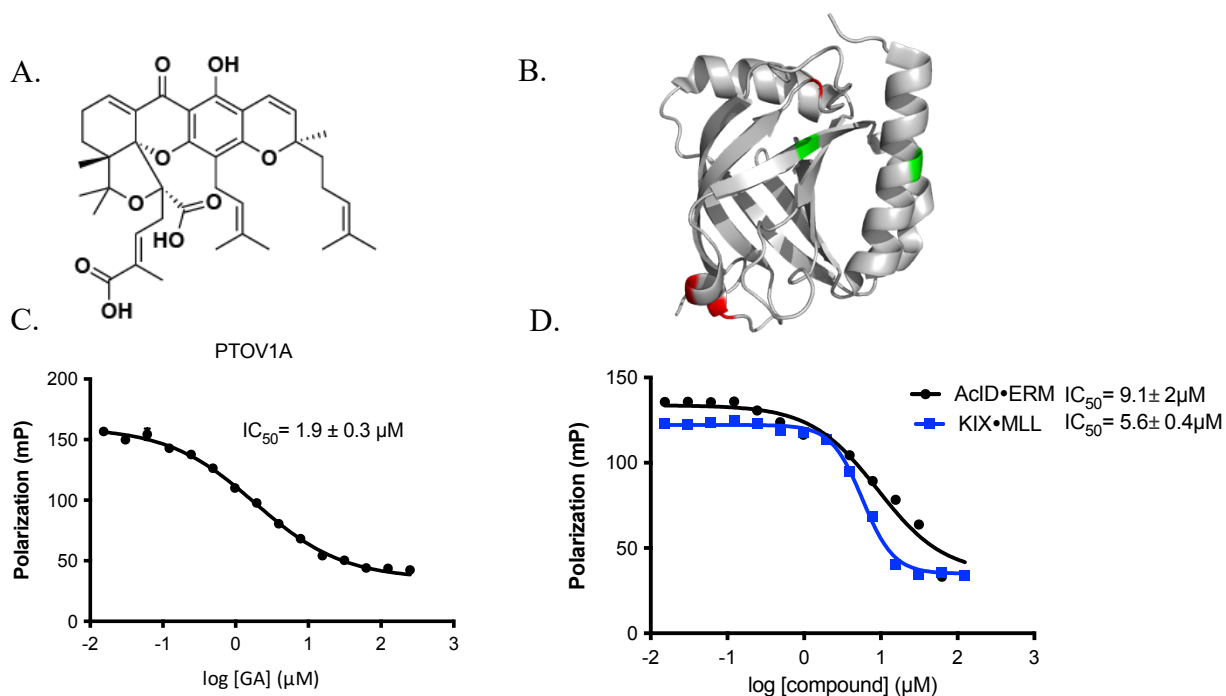 A.
B.
O
OH
O
O
O
O
HO
O
OH
C.
D.
PTOV1A
200
150
100
50
0
Polarization (mP)
IC50= 1.9 ± 0.3 µM
-2
-1
0
1
2
3
log [GA] (µM)
150
100
50
0
Polarization (mP)
AcID•ERM IC50= 9.1± 2µM
KIX•MLL IC50= 5.6± 0.4µM
-2
-1
0
1
2
3
log [compound] (µM)